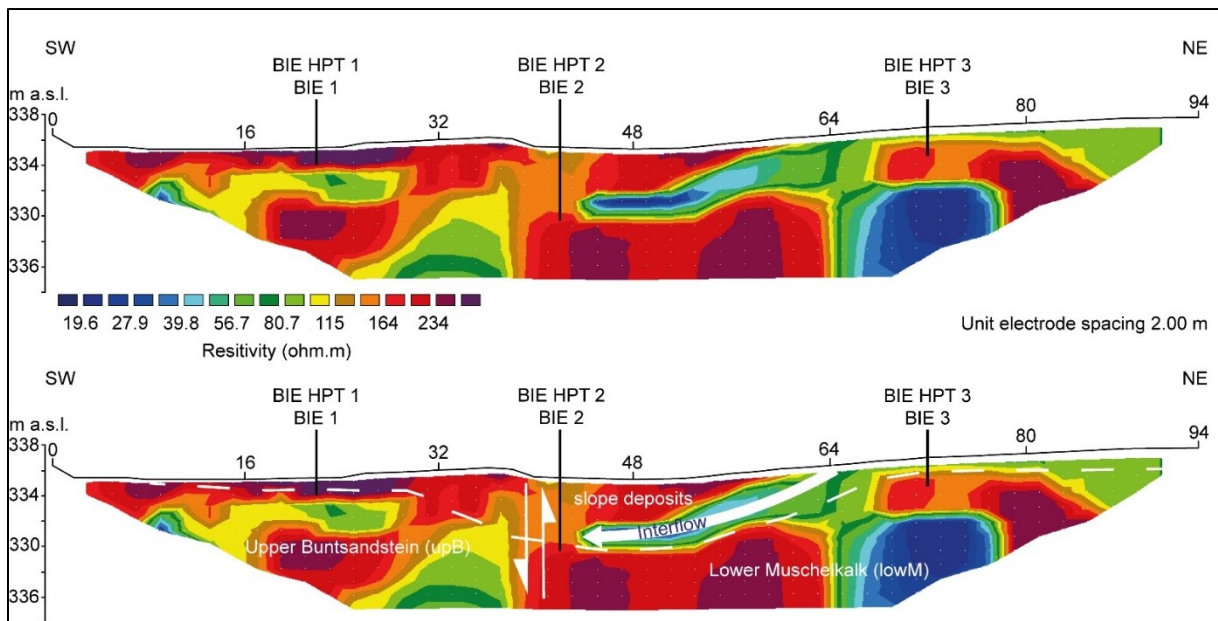 SW
NE
BIE HPT 1
BIE 1
BIE HPT 2
BIE 2
BIE HPT 3
BIE 3
m a.s.l.
338
0
16
32
48
64
80
94
334
330
336
19.6 27.9 39.8 56.7 80.7 115 164 234
Resitivity (ohm.m)
Unit electrode spacing 2.00 m
SW
NE
BIE HPT 1
BIE 1
BIE HPT 2
BIE 2
BIE HPT 3
BIE 3
m a.s.l.
338
0
16
32
48
64
80
94
334
slope deposits
Interflow
330
Upper Buntsandstein (upB)
Lower Muschelkalk (lowM)
336